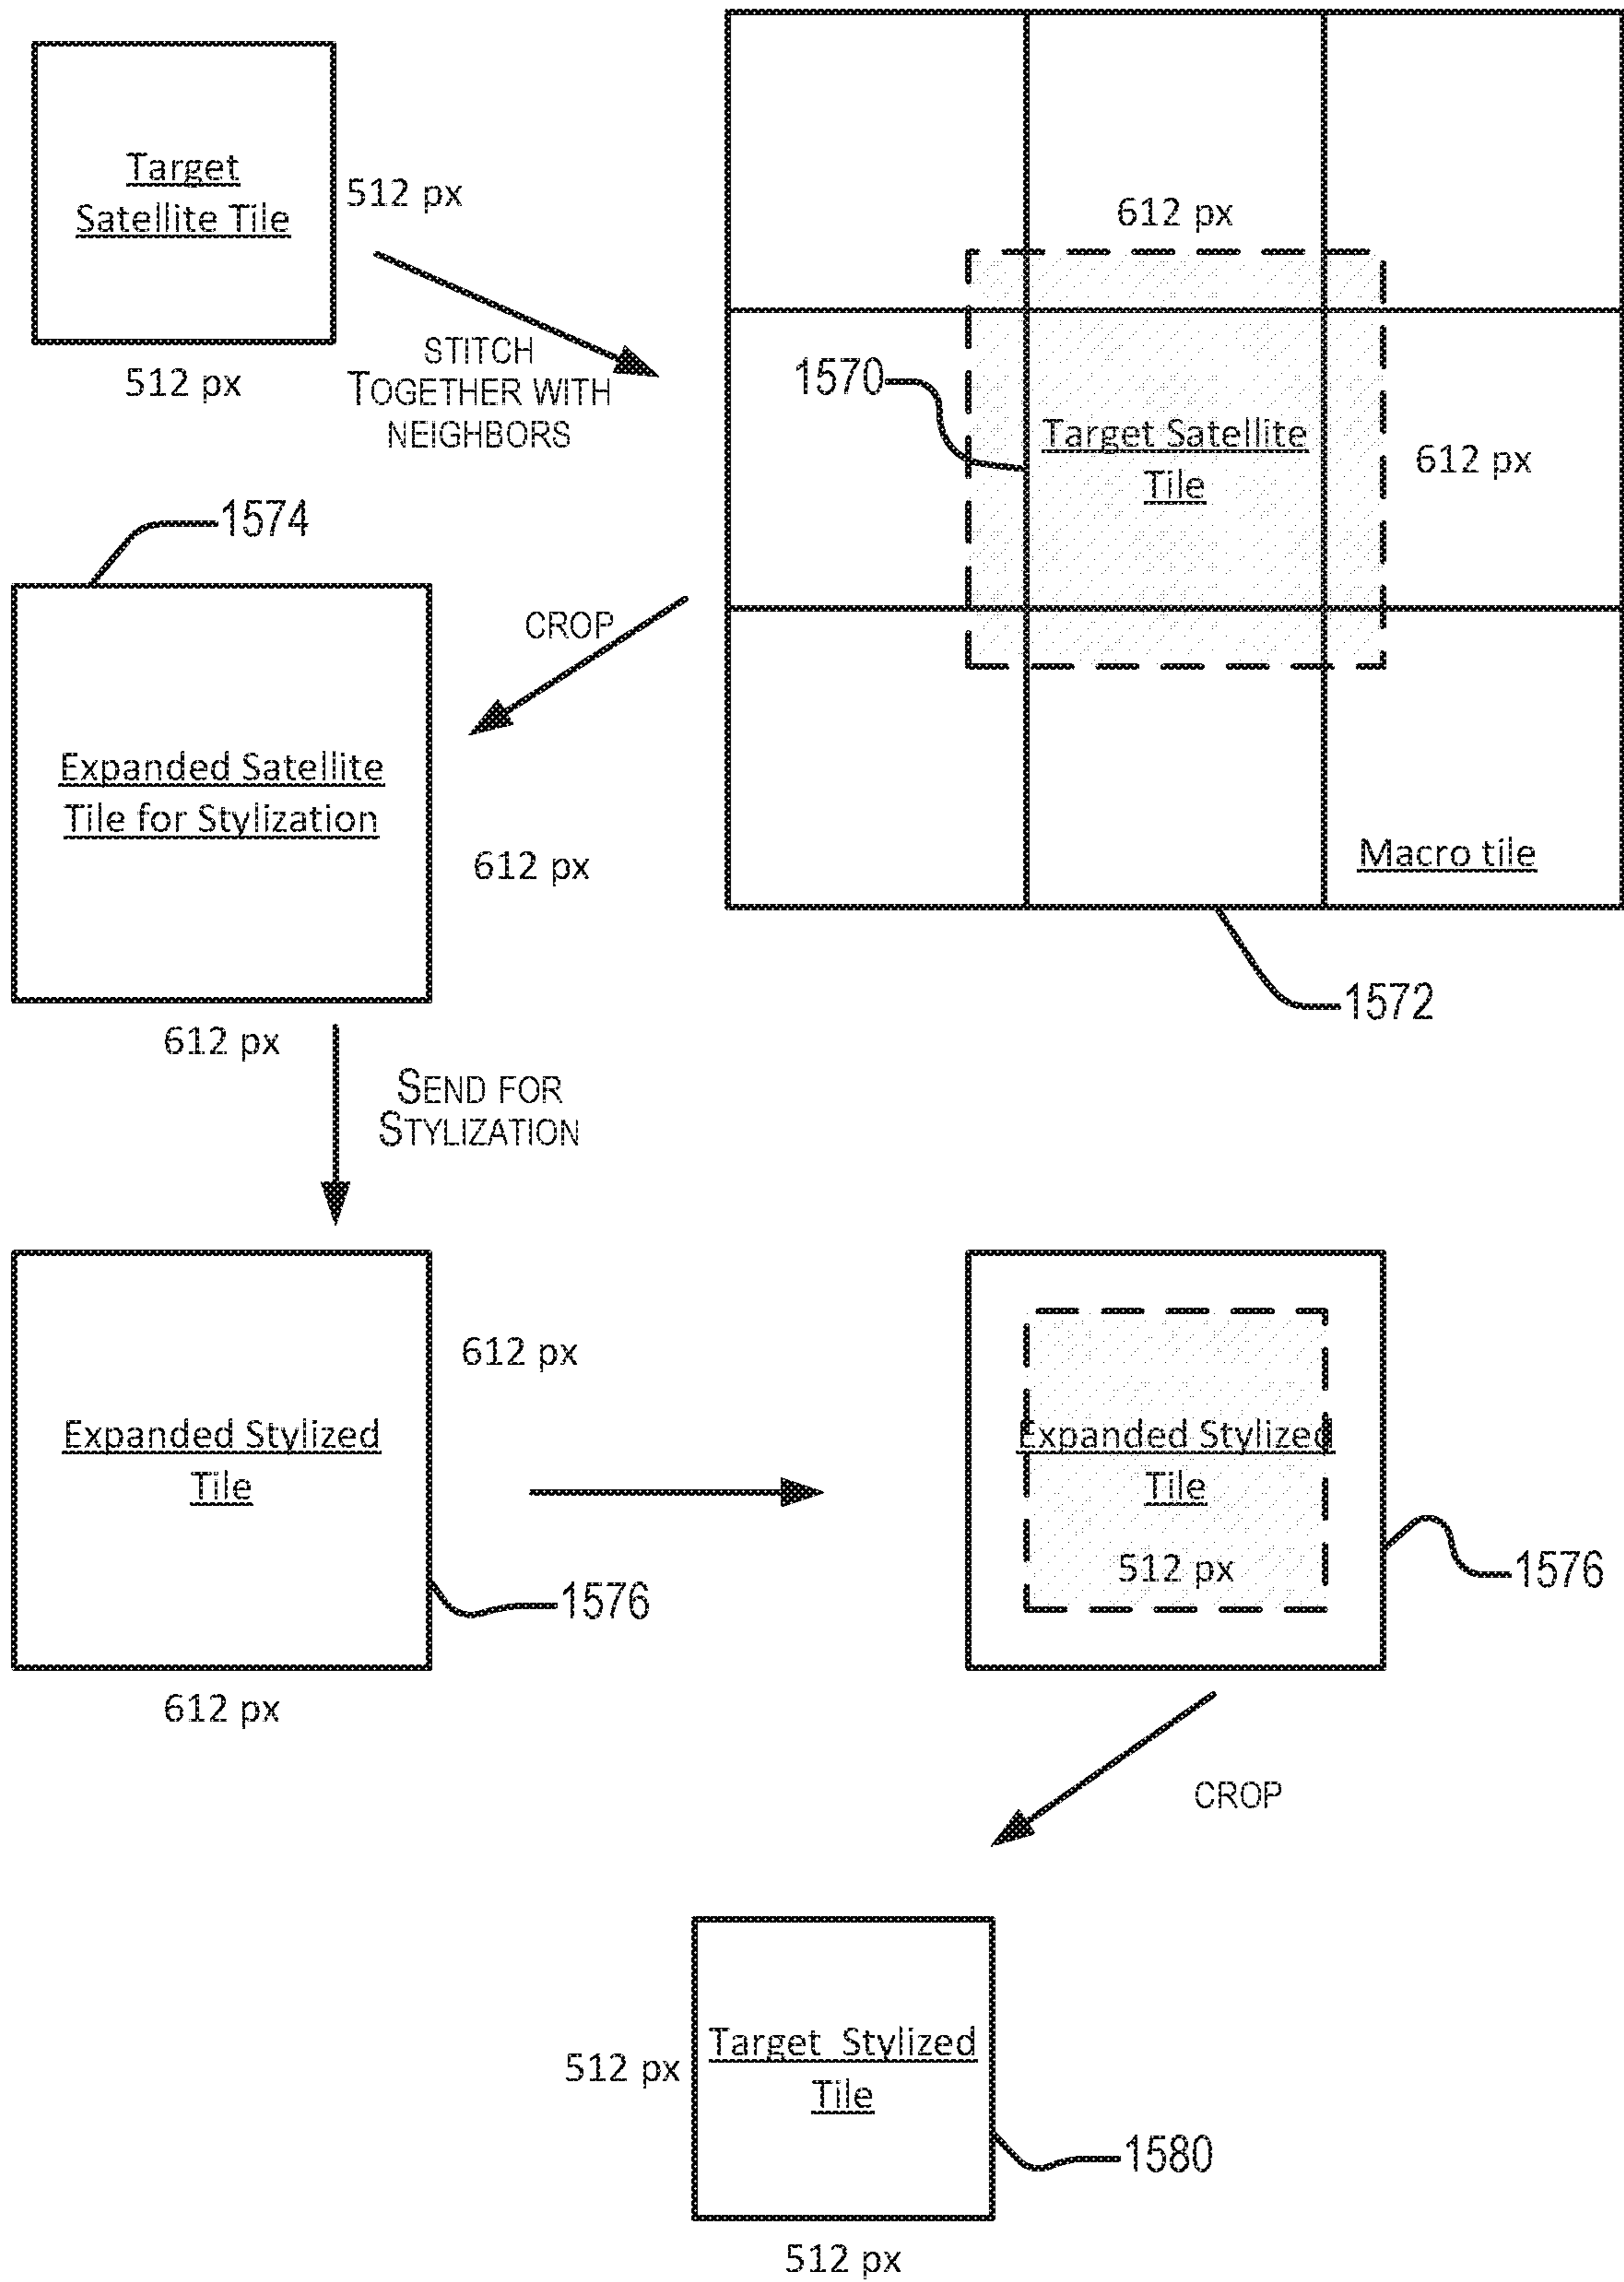 Target
Satellite Tile
512 px
512 px
STITCH
TOGETHER WITH
NEIGHBORS
612 px
1570
Target Satellite
Tile
612 px
Macro tile
1572
CROP
1574
Expanded Satellite
Tile for Stylization
612 px
612 px
SEND FOR
STYLIZATION
Expanded Stylized
Tile
612 px
1576
612 px
Expanded Stylized
Tile
512 px
1576
CROP
Target Stylized
Tile
512 px
1580
512 px